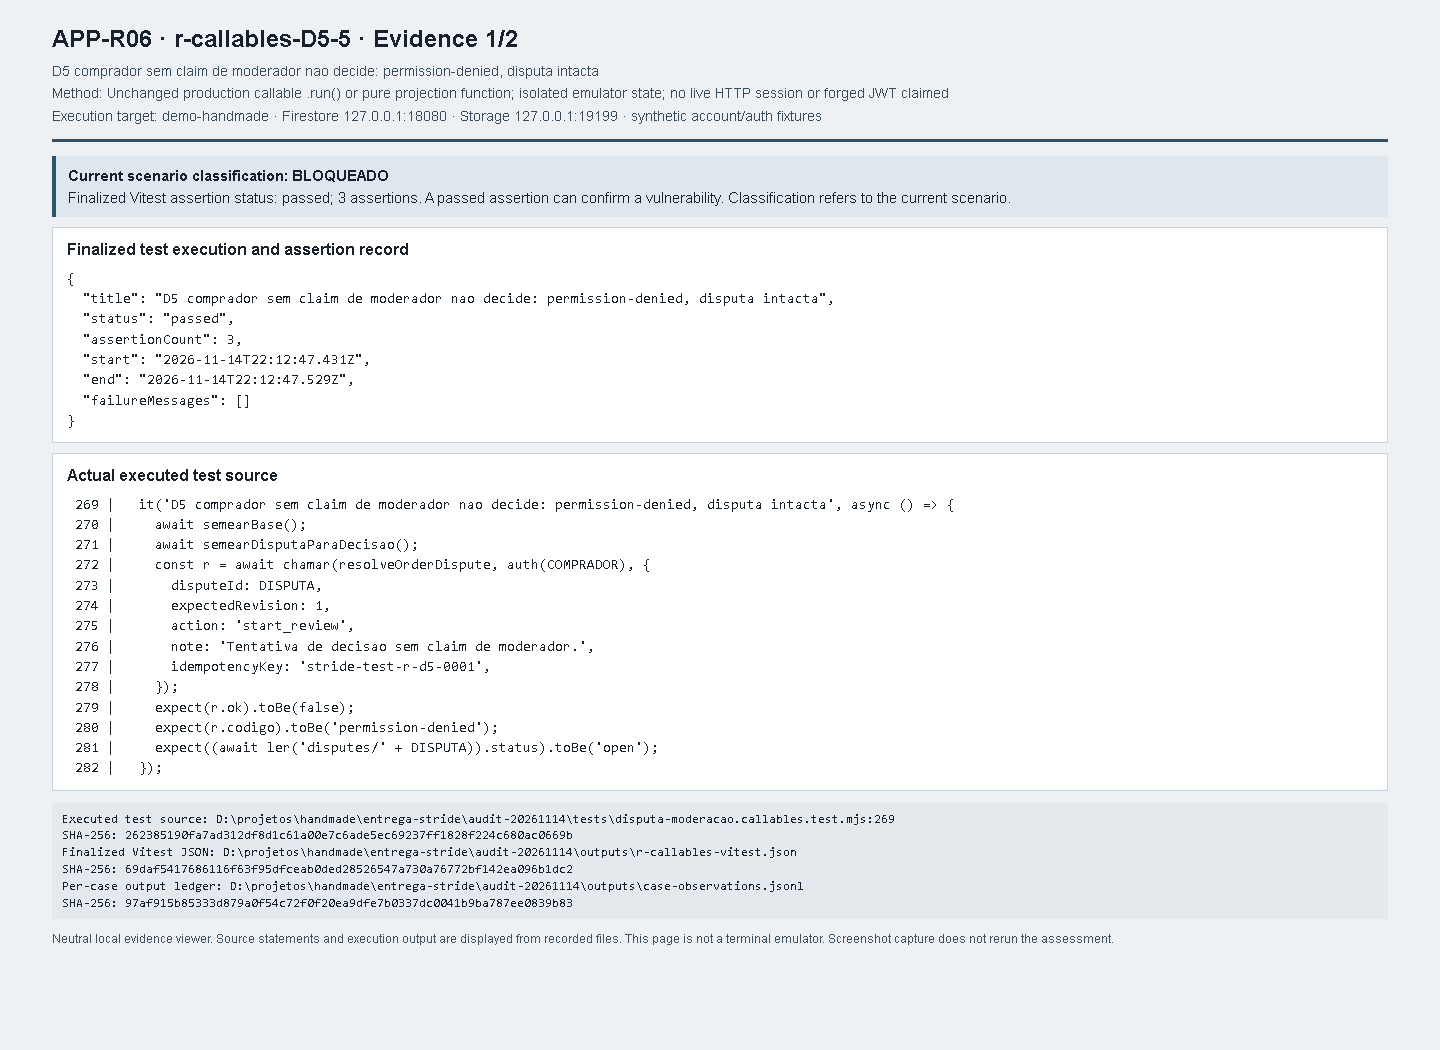 APP-R06 · r-callables-D5-5 · Evidence 1/2
D5 comprador sem claim de moderador nao decide: permission-denied, disputa intacta
Method: Unchanged production callable .run() or pure projection function; isolated emulator state; no live HTTP session or forged JWT claimed
Execution target: demo-handmade · Firestore 127.0.0.1:18080 · Storage 127.0.0.1:19199 · synthetic account/auth fixtures
Current scenario classification: BLOQUEADO
Finalized Vitest assertion status: passed; 3 assertions. A passed assertion can confirm a vulnerability. Classification refers to the current scenario.
Finalized test execution and assertion record
{
  "title": "D5 comprador sem claim de moderador nao decide: permission-denied, disputa intacta",
  "status": "passed",
  "assertionCount": 3,
  "start": "2026-11-14T22:12:47.431Z",
  "end": "2026-11-14T22:12:47.529Z",
  "failureMessages": []
}
Actual executed test source
269 |   it('D5 comprador sem claim de moderador nao decide: permission-denied, disputa intacta', async () => {
270 |     await semearBase();
271 |     await semearDisputaParaDecisao();
272 |     const r = await chamar(resolveOrderDispute, auth(COMPRADOR), {
273 |       disputeId: DISPUTA,
274 |       expectedRevision: 1,
275 |       action: 'start_review',
276 |       note: 'Tentativa de decisao sem claim de moderador.',
277 |       idempotencyKey: 'stride-test-r-d5-0001',
278 |     });
279 |     expect(r.ok).toBe(false);
280 |     expect(r.codigo).toBe('permission-denied');
281 |     expect((await ler('disputes/' + DISPUTA)).status).toBe('open');
282 |   });
Executed test source: D:\projetos\handmade\entrega-stride\audit-20261114\tests\disputa-moderacao.callables.test.mjs:269
SHA-256: 262385190fa7ad312df8d1c61a00e7c6ade5ec69237ff1828f224c680ac0669b
Finalized Vitest JSON: D:\projetos\handmade\entrega-stride\audit-20261114\outputs\r-callables-vitest.json
SHA-256: 69daf5417686116f63f95dfceab0ded28526547a730a76772bf142ea096b1dc2
Per-case output ledger: D:\projetos\handmade\entrega-stride\audit-20261114\outputs\case-observations.jsonl
SHA-256: 97af915b85333d879a0f54c72f0f20ea9dfe7b0337dc0041b9ba787ee0839b83
Neutral local evidence viewer. Source statements and execution output are displayed from recorded files. This page is not a terminal emulator. Screenshot capture does not rerun the assessment.